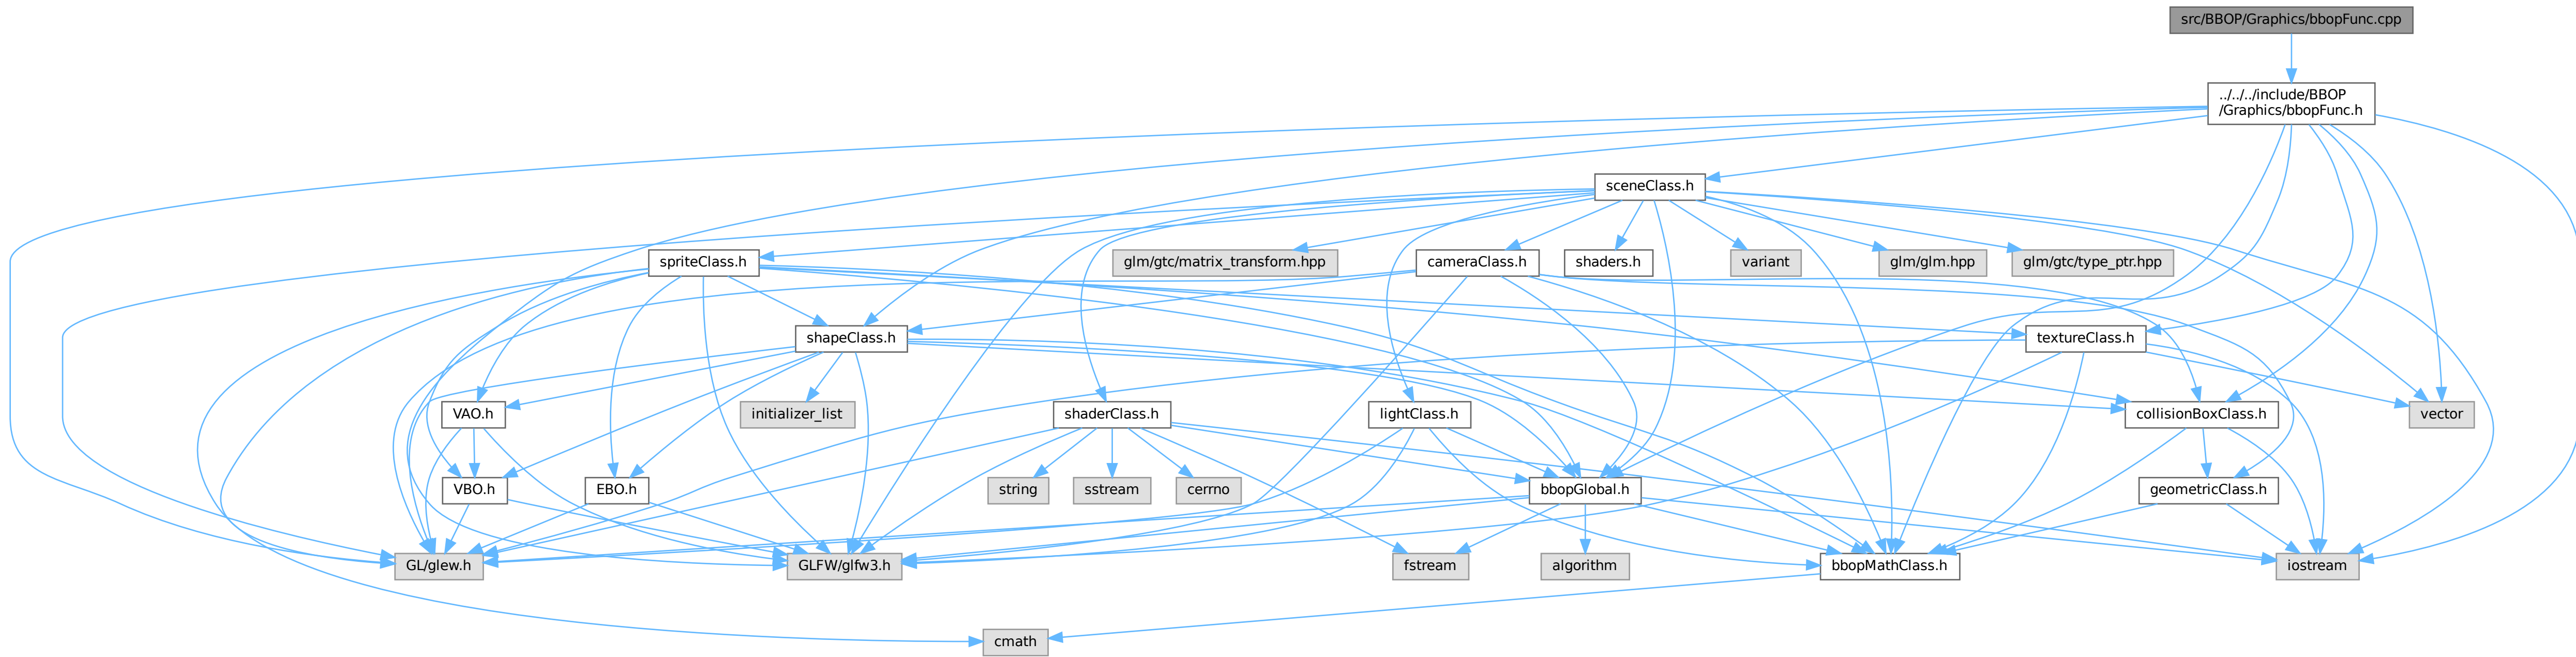 src/BBOP/Graphics/bbopFunc.cpp
../../../include/BBOP
/Graphics/bbopFunc.h
sceneClass.h
spriteClass.h
glm/gtc/matrix_transform.hpp
cameraClass.h
shaders.h
variant
glm/glm.hpp
glm/gtc/type_ptr.hpp
shapeClass.h
textureClass.h
VAO.h
initializer_list
shaderClass.h
lightClass.h
collisionBoxClass.h
vector
VBO.h
EBO.h
string
sstream
cerrno
bbopGlobal.h
geometricClass.h
GL/glew.h
GLFW/glfw3.h
fstream
algorithm
bbopMathClass.h
iostream
cmath